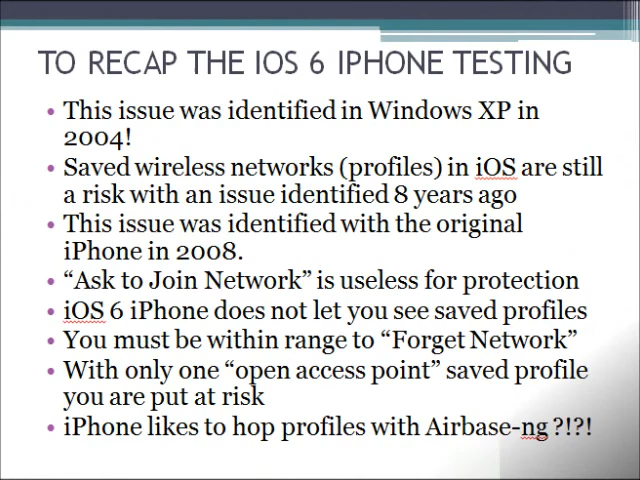 TO RECAP THE IOS 6 IPHONE TESTING
• This issue was identified in Windows XP in
2004!
• Saved wireless networks (profiles) in iOS are still
a risk with an issue identified 8 years ago
• This issue was identified with the original
iPhone in 2008.
• “Ask to Join Network” is useless for protection
• iOS 6 iPhone does not let you see saved profiles
• You must be within range to “Forget Network”
• With only one “open access point” saved profile
you are put at risk
• iPhone likes to hop profiles with Airbase-ng ?!?!